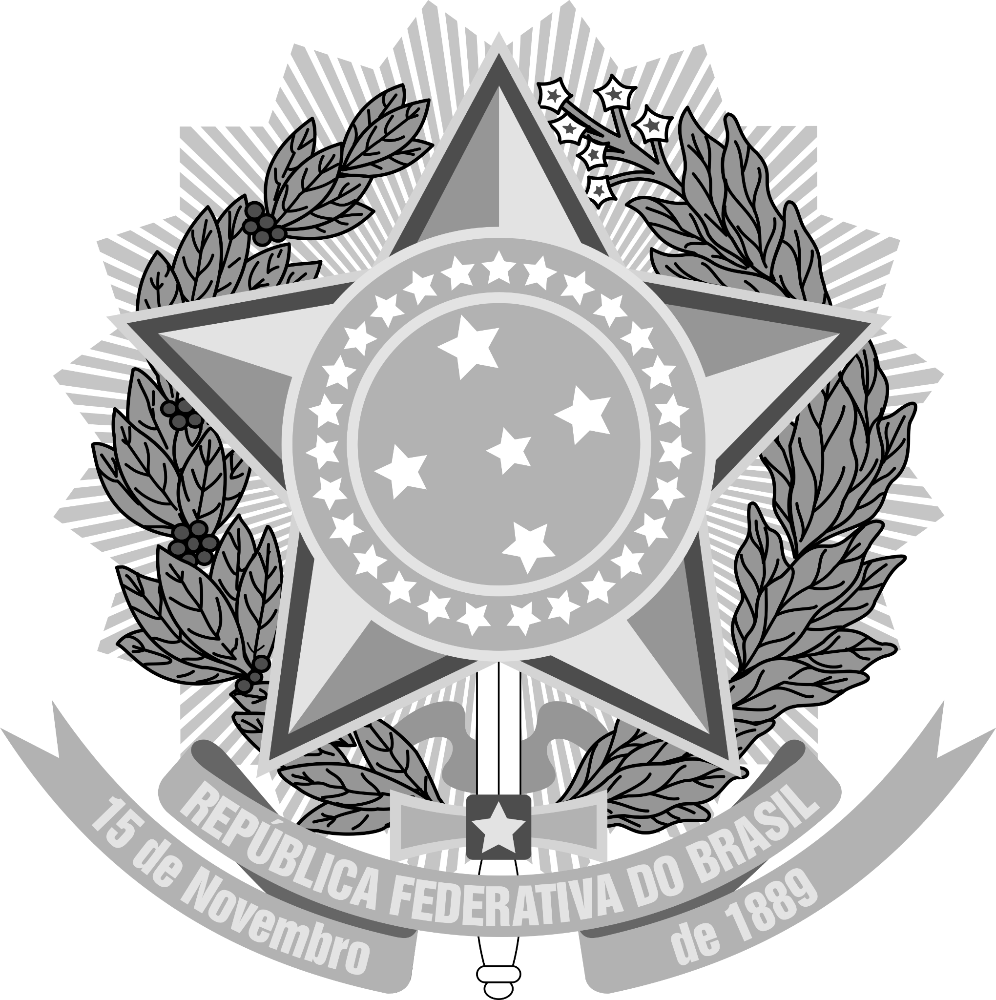 REPÚBLICA FEDERATIVA DO BRASIL
15 de Novembro
de 1889